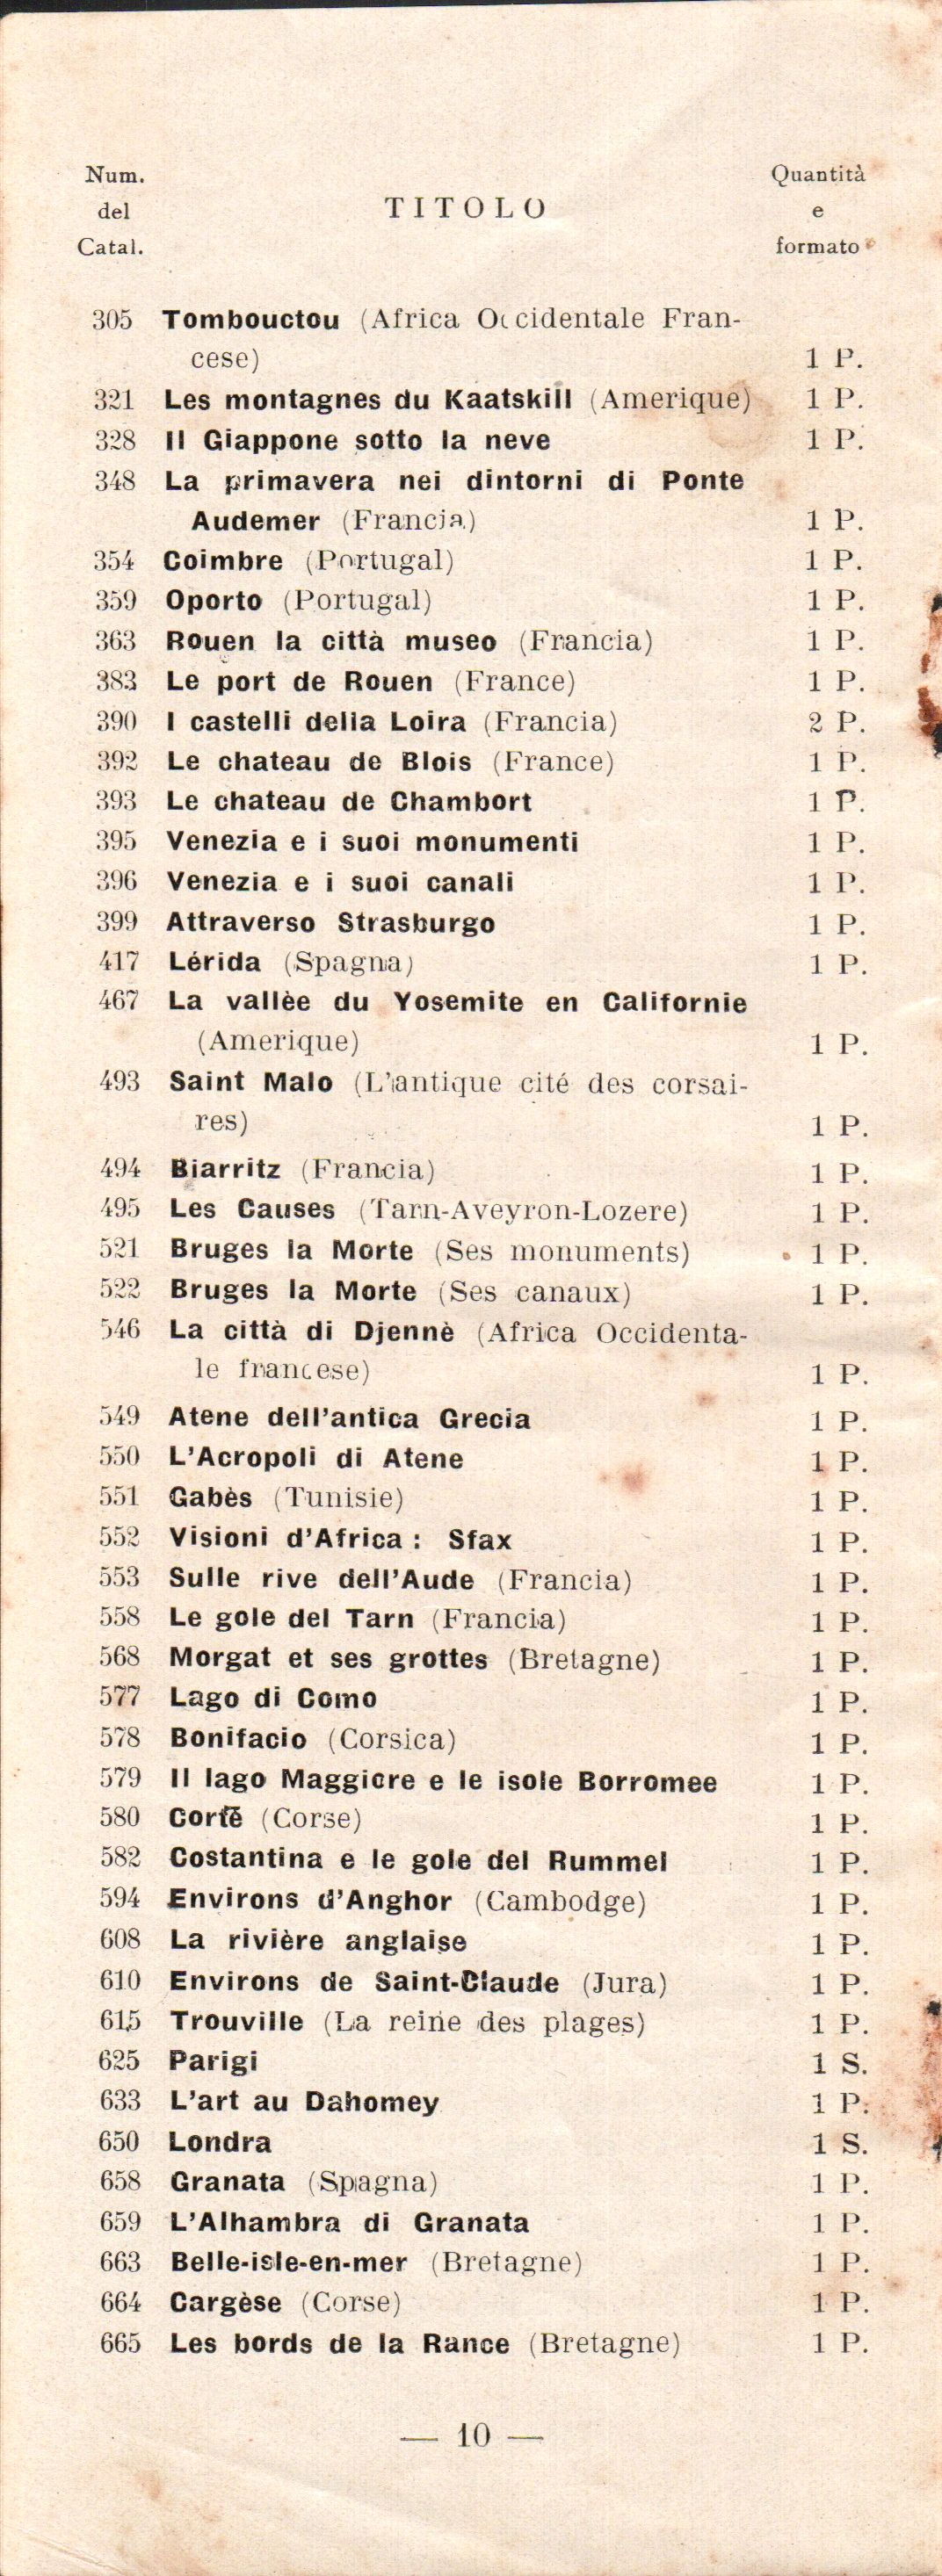 Num.
del
Catal.
TITOLO
Quantità
e
formato
305 Tombouctou (Africa Occidentale Fran-
cese) 1 P.
321 Les montagnes du Kaatskill (Amerique) 1 P.
328 Il Giappone sotto la neve 1 P.
348 La primavera nei dintorni di Ponte
Audemer (Francia) 1 P.
354 Coimbre (Portugal) 1 P.
359 Oporto (Portugal) 1 P.
363 Rouen la città museo (Francia) 1 P.
383 Le port de Rouen (France) 1 P.
390 I castelli della Loira (Francia) 2 P.
392 Le chateau de Blois (France) 1 P.
393 Le chateau de Chambort 1 P.
395 Venezia e i suoi monumenti 1 P.
396 Venezia e i suoi canali 1 P.
399 Attraverso Strasburgo 1 P.
417 Lérida (Spagna) 1 P.
467 La vallèe du Yosemite en Californie
(Amerique) 1 P.
493 Saint Malo (L'antique cité des corsai-
res) 1 P.
494 Biarritz (Francia) 1 P.
495 Les Causes (Tarn-Aveyron-Lozere) 1 P.
521 Bruges la Morte (Ses monuments) 1 P.
522 Bruges la Morte (Ses canaux) 1 P.
546 La città di Djennè (Africa Occidenta-
le francese) 1 P.
549 Atene dell'antica Grecia 1 P.
550 L'Acropoli di Atene 1 P.
551 Gabès (Tunisie) 1 P.
552 Visioni d'Africa : Sfax 1 P.
553 Sulle rive dell'Aude (Francia) 1 P.
558 Le gole del Tarn (Francia) 1 P.
568 Morgat et ses grottes (Bretagne) 1 P.
577 Lago di Como 1 P.
578 Bonifacio (Corsica) 1 P.
579 Il lago Maggiore e le isole Borromee 1 P.
580 Corte (Corse) 1 P.
582 Costantina e le gole del Rummel 1 P.
594 Environs d'Anghor (Cambodge) 1 P.
608 La rivière anglaise 1 P.
610 Environs de Saint-Claude (Jura) 1 P.
615 Trouville (La reine des plages) 1 P.
625 Parigi 1 S.
633 L'art au Dahomey 1 P.
650 Londra 1 S.
658 Granata (Spagna) 1 P.
659 L'Alhambra di Granata 1 P.
663 Belle-isle-en-mer (Bretagne) 1 P.
664 Cargèse (Corse) 1 P.
665 Les bords de la Rance (Bretagne) 1 P.
— 10 —